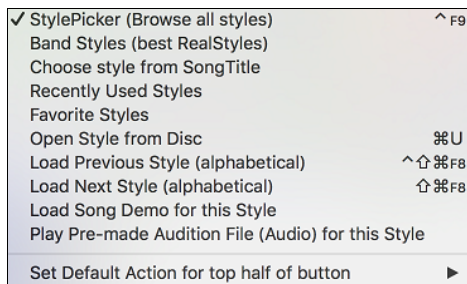 ✓ StylePicker (Browse all styles) ^F9
Band Styles (best RealStyles)
Choose style from SongTitle
Recently Used Styles
Favorite Styles
Open Style from Disc ⌘U
Load Previous Style (alphabetical) ^⇧⌘F8
Load Next Style (alphabetical) ⇧⌘F8
Load Song Demo for this Style
Play Pre-made Audition File (Audio) for this Style
Set Default Action for top half of button ▶